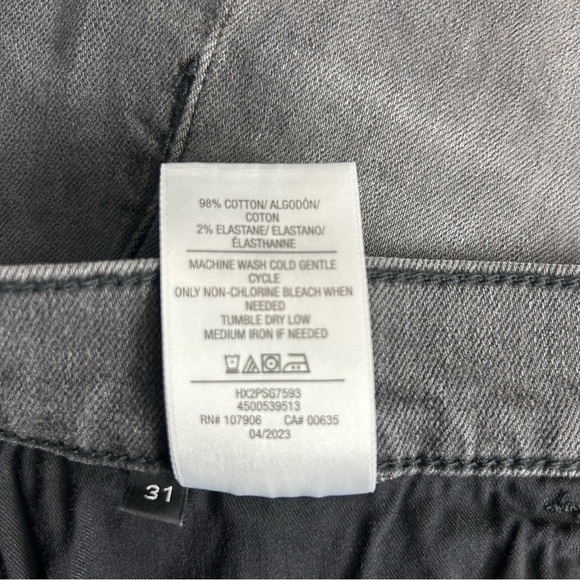 98% COTTON/ ALGODÓN/
COTON
2% ELASTANE/ ELASTANO/
ÉLASTHANNE
MACHINE WASH COLD GENTLE
CYCLE
ONLY NON-CHLORINE BLEACH WHEN
NEEDED
TUMBLE DRY LOW
MEDIUM IRON IF NEEDED
HX2PSG7593
4500539513
RN# 107906 CA# 00635
04/2023
31